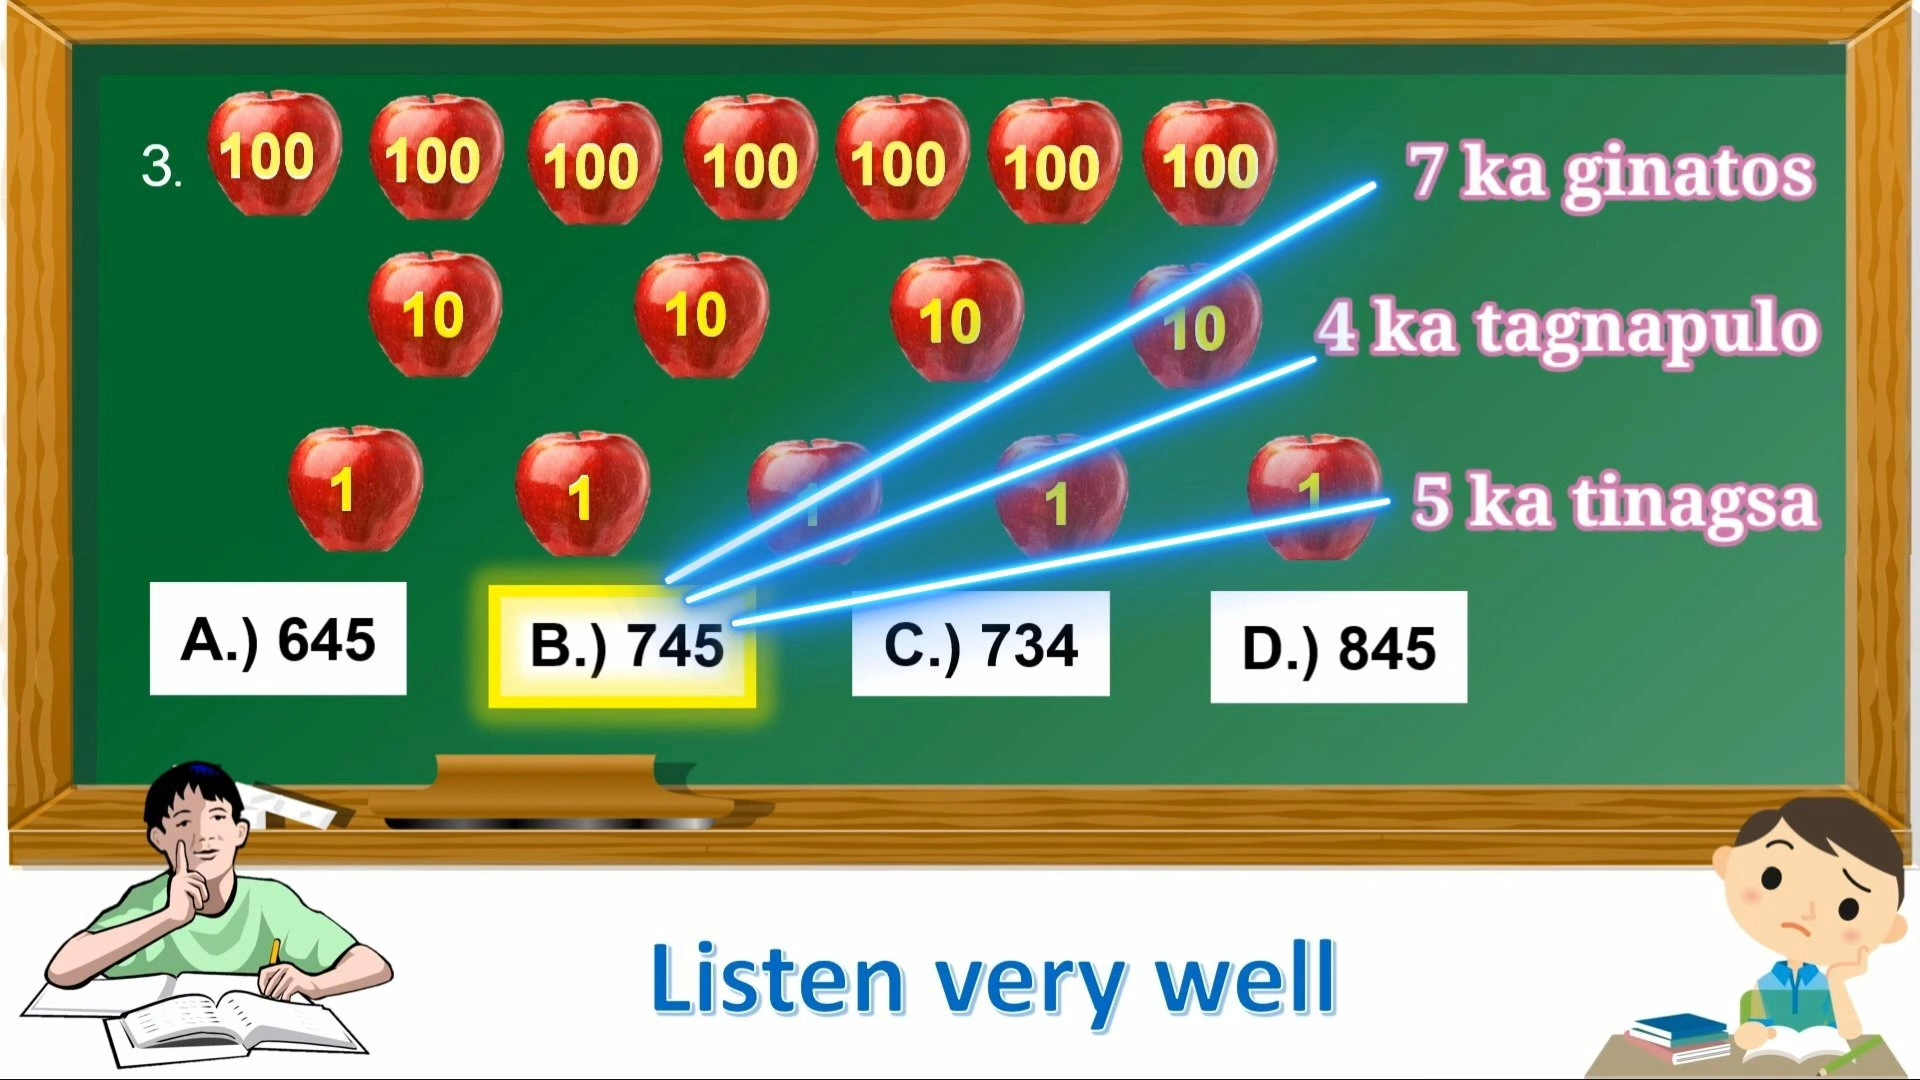 3. 100 100 100 100 100 100 100 7 ka ginatos
10 10 10 10 4 ka tagnapulo
1 1 1 1 1 5 ka tinagsa
A.) 645 B.) 745 C.) 734 D.) 845
Listen very well